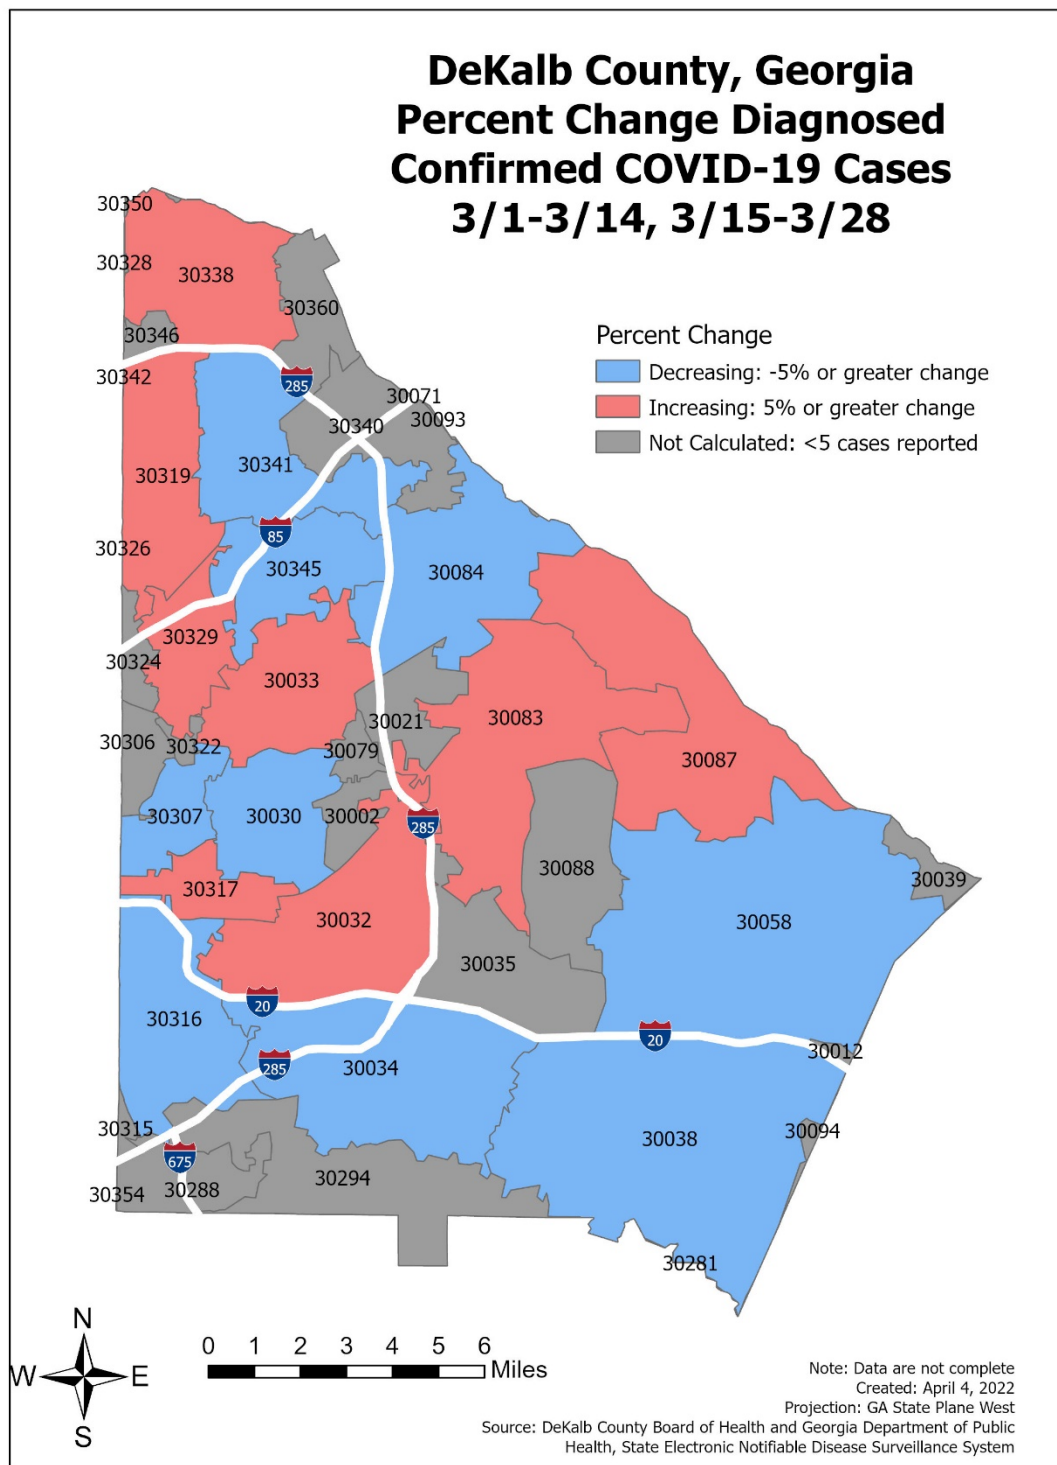 DeKalb County, Georgia
Percent Change Diagnosed
Confirmed COVID-19 Cases
3/1-3/14, 3/15-3/28
Percent Change
Decreasing: -5% or greater change
Increasing: 5% or greater change
Not Calculated: <5 cases reported
30350
30328
30338
30360
30346
30342
285
30071
30093
30340
30341
30319
85
30326
30345
30084
30329
30324
30033
30083
30021
30306
30322
30079
30087
30307
30030
30002
285
30088
30039
30317
30032
30058
30035
20
30316
20
30012
285
30034
30315
30038
30094
675
30354
30288
30294
30281
N
W
E
S
0 1 2 3 4 5 6
Miles
Note: Data are not complete
Created: April 4, 2022
Projection: GA State Plane West
Source: DeKalb County Board of Health and Georgia Department of Public
Health, State Electronic Notifiable Disease Surveillance System